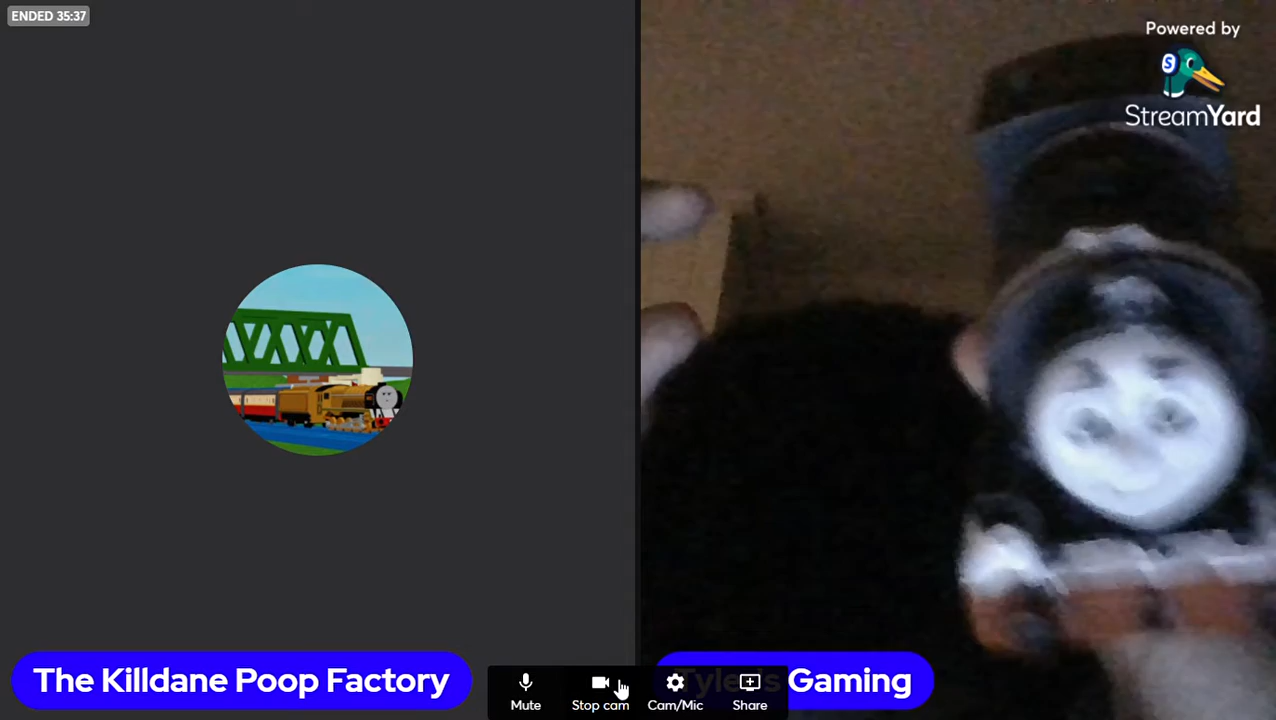 ENDED 35:37
Powered by
StreamYard
The Killdane Poop Factory
Gaming
Mute
Stop cam
Cam/Mic
Share